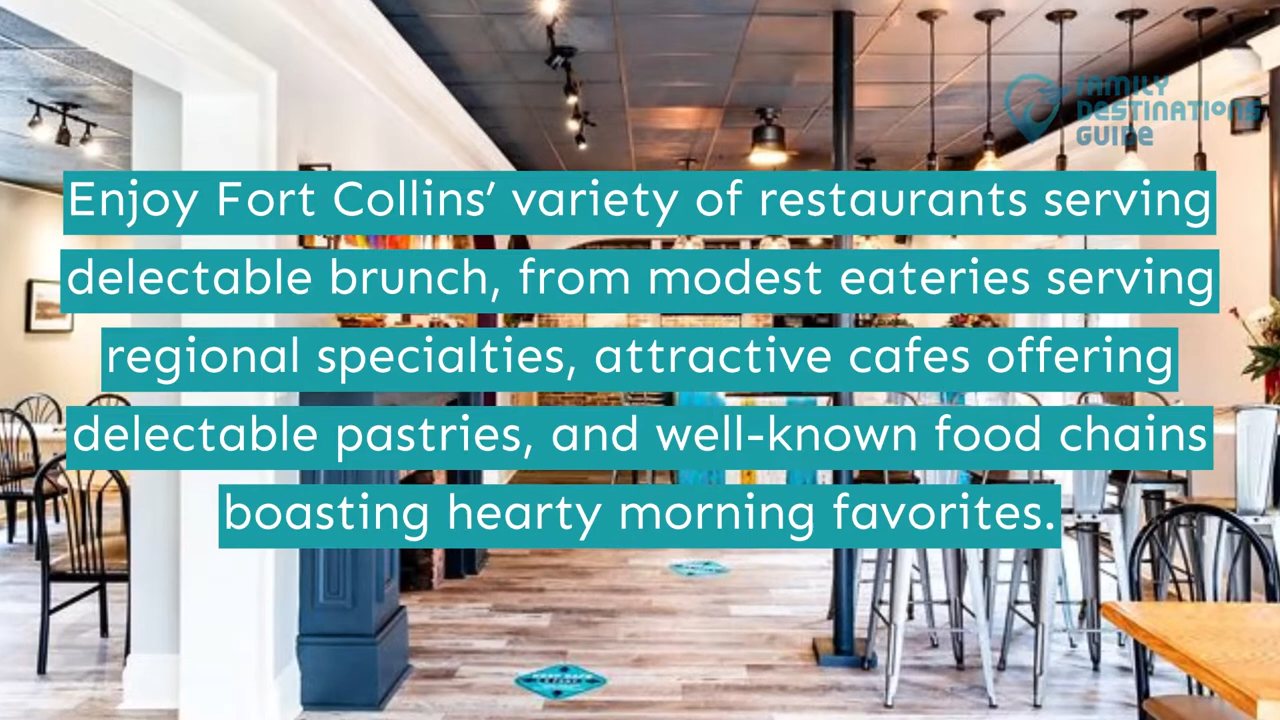 FAMILY
DESTINATIONS
GUIDE
Enjoy Fort Collins’ variety of restaurants serving
delectable brunch, from modest eateries serving
regional specialties, attractive cafes offering
delectable pastries, and well-known food chains
boasting hearty morning favorites.